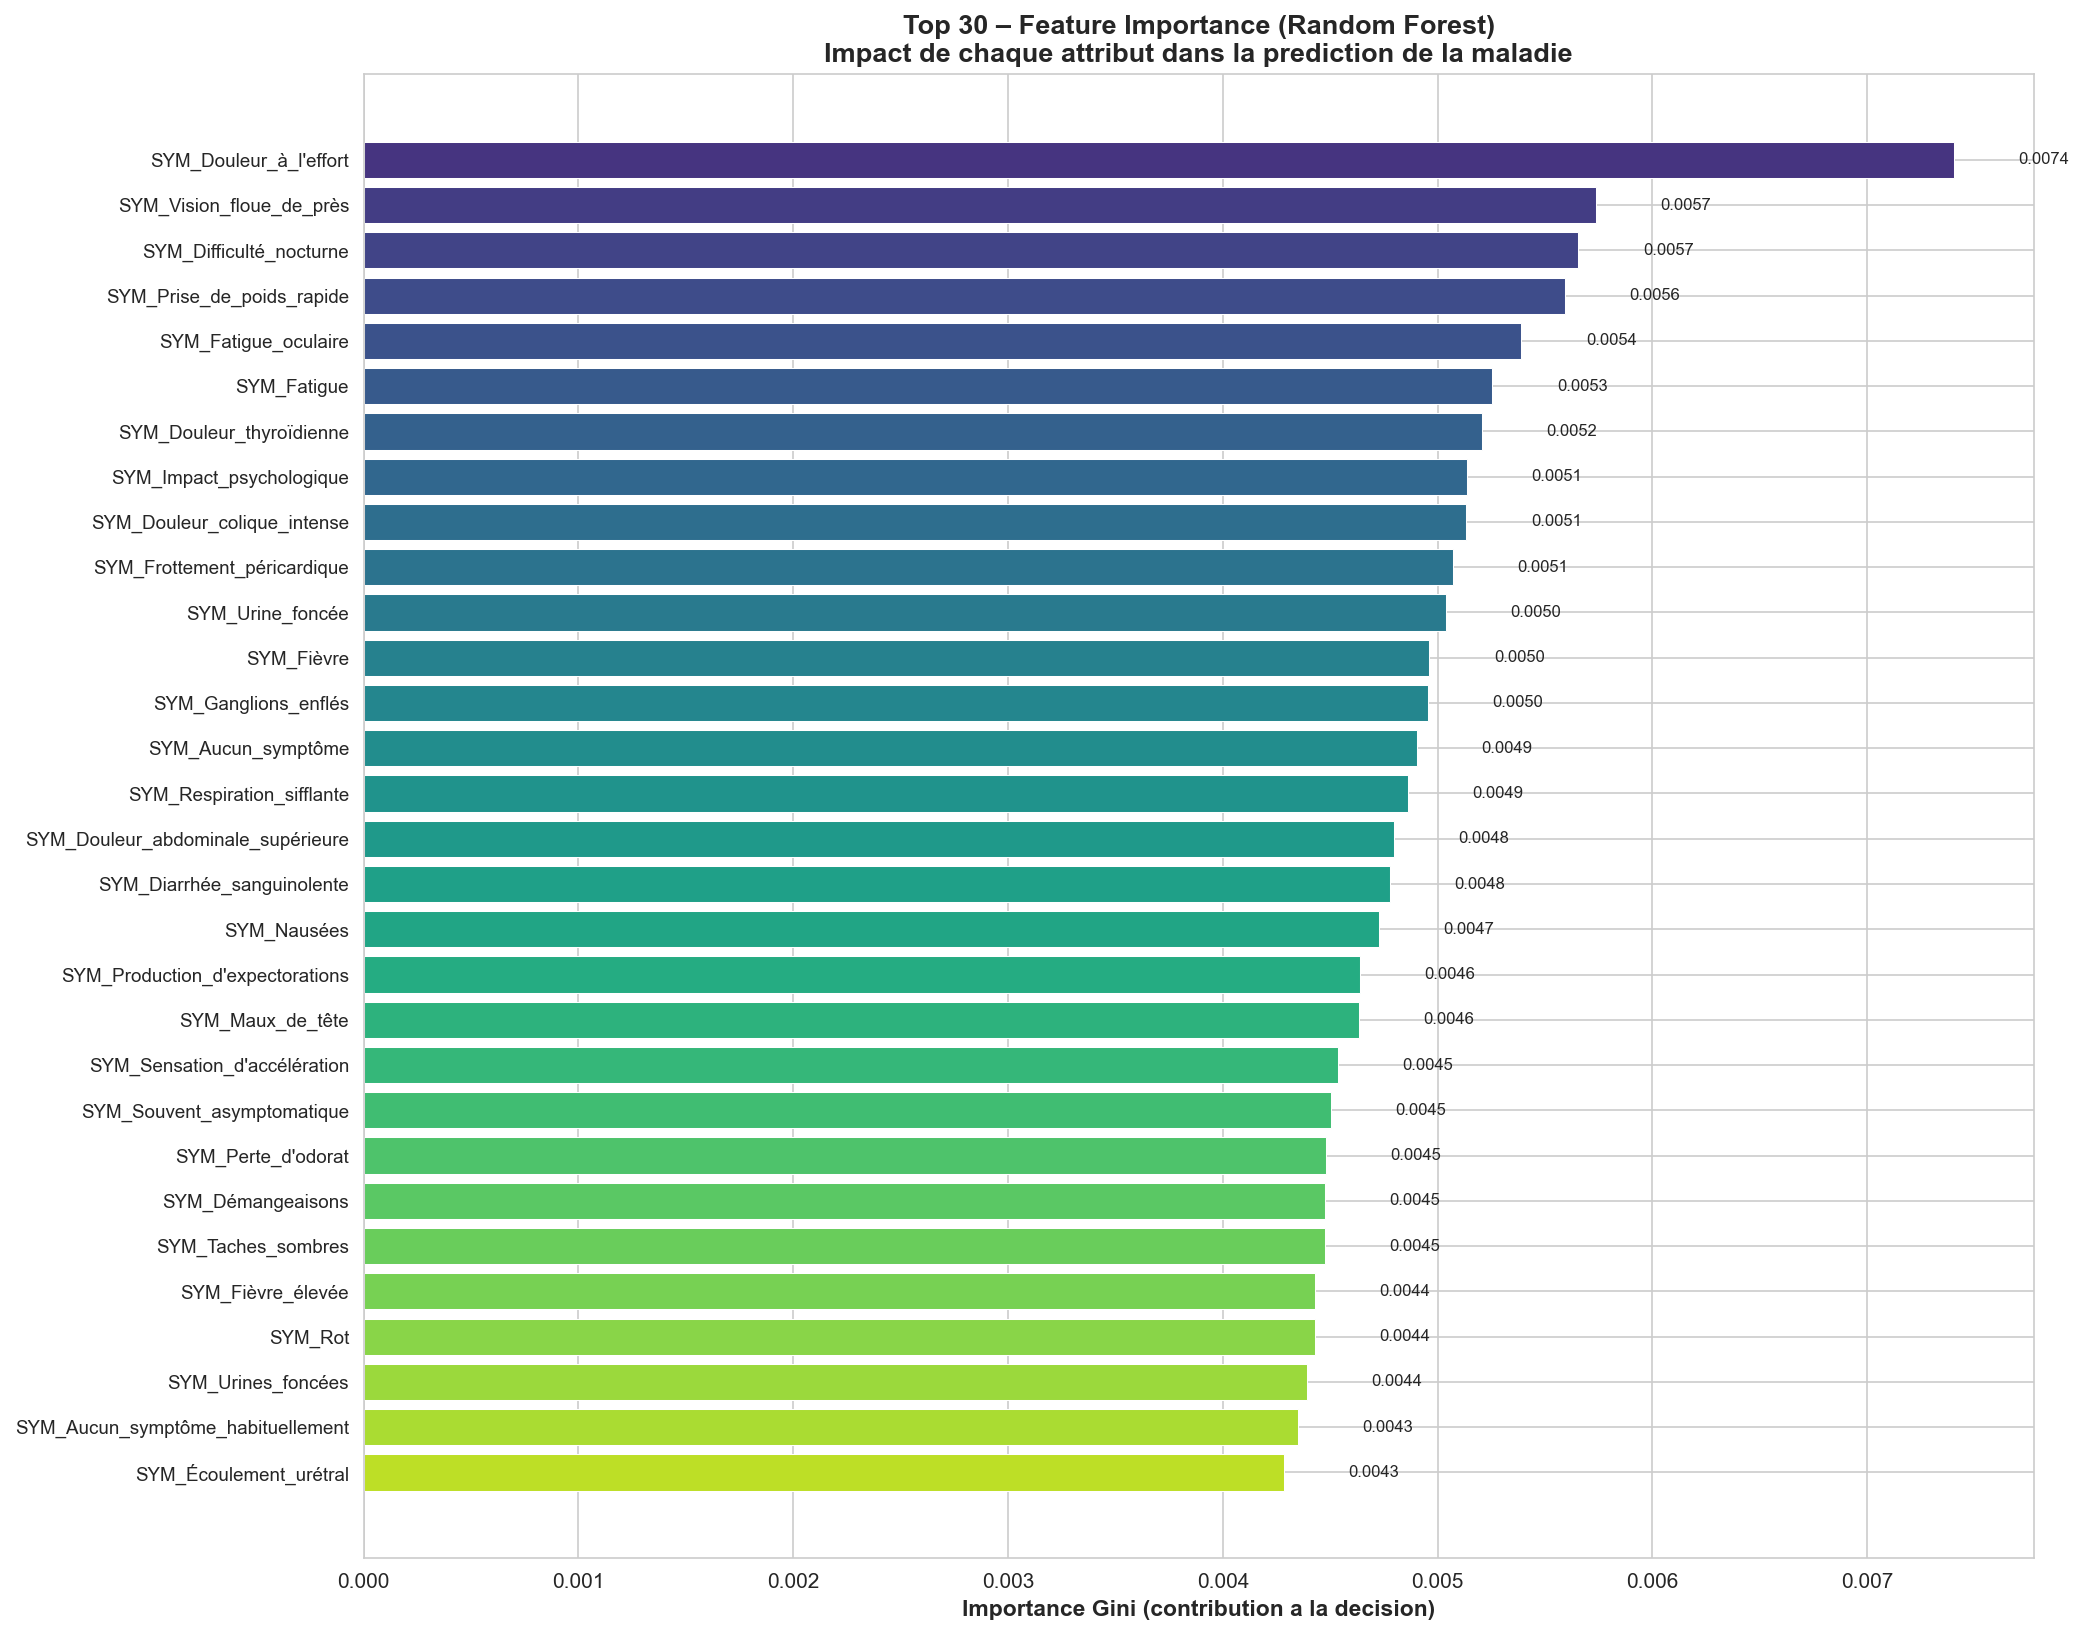 Top 30 – Feature Importance (Random Forest)
Impact de chaque attribut dans la prediction de la maladie
SYM_Douleur_à_l'effort 0.0074
SYM_Vision_floue_de_près 0.0057
SYM_Difficulté_nocturne 0.0057
SYM_Prise_de_poids_rapide 0.0056
SYM_Fatigue_oculaire 0.0054
SYM_Fatigue 0.0053
SYM_Douleur_thyroïdienne 0.0052
SYM_Impact_psychologique 0.0051
SYM_Douleur_colique_intense 0.0051
SYM_Frottement_péricardique 0.0051
SYM_Urine_foncée 0.0050
SYM_Fièvre 0.0050
SYM_Ganglions_enflés 0.0050
SYM_Aucun_symptôme 0.0049
SYM_Respiration_sifflante 0.0049
SYM_Douleur_abdominale_supérieure 0.0048
SYM_Diarrhée_sanguinolente 0.0048
SYM_Nausées 0.0047
SYM_Production_d'expectorations 0.0046
SYM_Maux_de_tête 0.0046
SYM_Sensation_d'accélération 0.0045
SYM_Souvent_asymptomatique 0.0045
SYM_Perte_d'odorat 0.0045
SYM_Démangeaisons 0.0045
SYM_Taches_sombres 0.0045
SYM_Fièvre_élevée 0.0044
SYM_Rot 0.0044
SYM_Urines_foncées 0.0044
SYM_Aucun_symptôme_habituellement 0.0043
SYM_Écoulement_urétral 0.0043
0.000 0.001 0.002 0.003 0.004 0.005 0.006 0.007
Importance Gini (contribution a la decision)